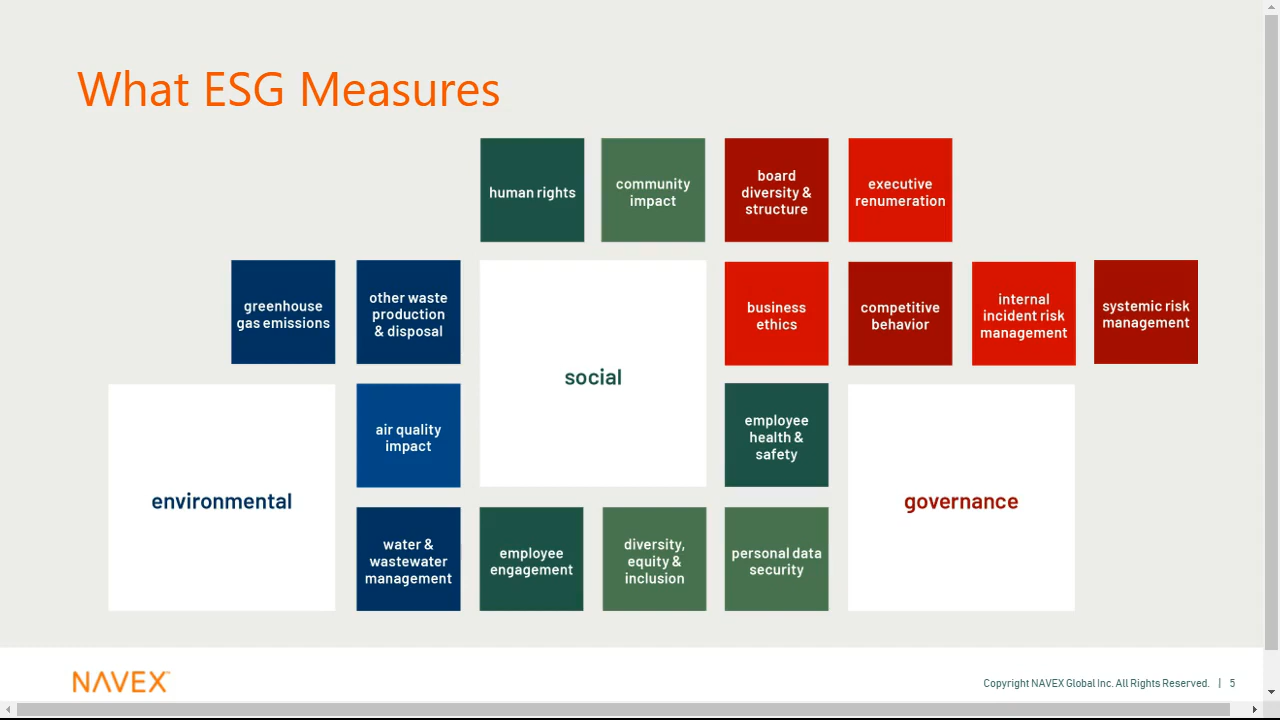 What ESG Measures
human rights
community
impact
board
diversity &
structure
executive
renumeration
greenhouse
gas emissions
other waste
production
& disposal
social
business
ethics
competitive
behavior
internal
incident risk
management
systemic risk
management
environmental
air quality
impact
employee
health &
safety
governance
water &
wastewater
management
employee
engagement
diversity,
equity &
inclusion
personal data
security
NAVEX™
Copyright NAVEX Global Inc. All Rights Reserved. | 5